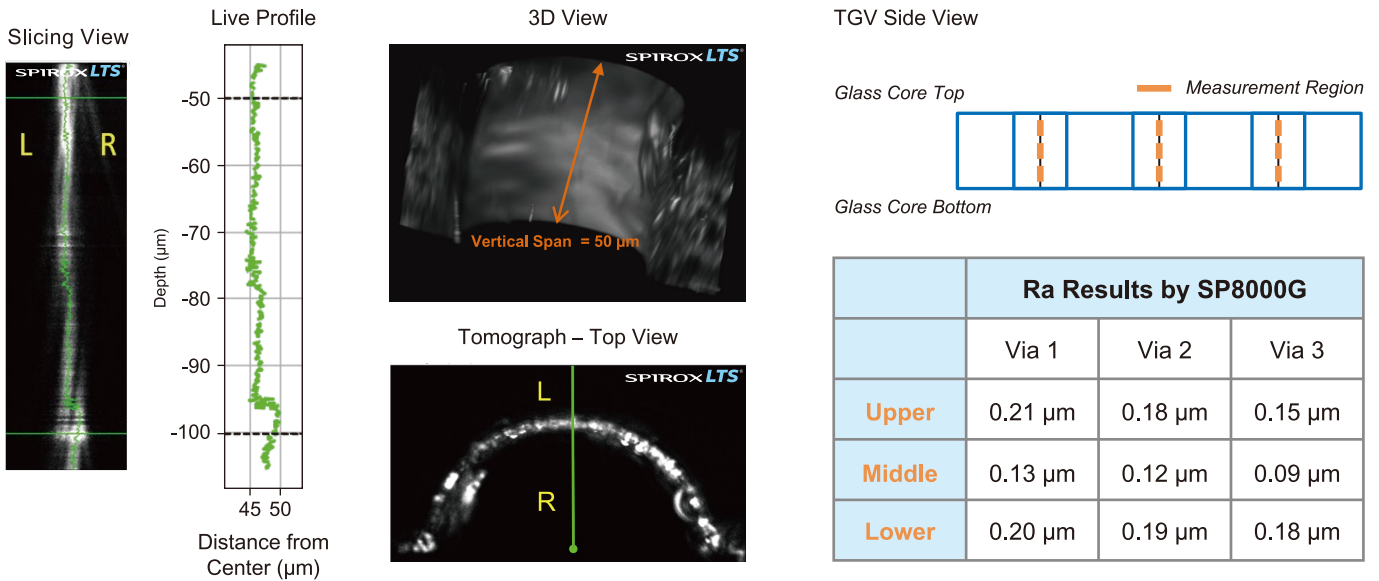 Slicing View
SPIROX LTS®
L
R
Live Profile
-50
-60
-70
-80
-90
-100
Depth (µm)
45 50
Distance from
Center (µm)
3D View
SPIROX LTS®
Vertical Span = 50 µm
Tomograph – Top View
SPIROX LTS®
L
R
TGV Side View
Glass Core Top
Measurement Region
Glass Core Bottom
Ra Results by SP8000G
Via 1 Via 2 Via 3
Upper 0.21 µm 0.18 µm 0.15 µm
Middle 0.13 µm 0.12 µm 0.09 µm
Lower 0.20 µm 0.19 µm 0.18 µm